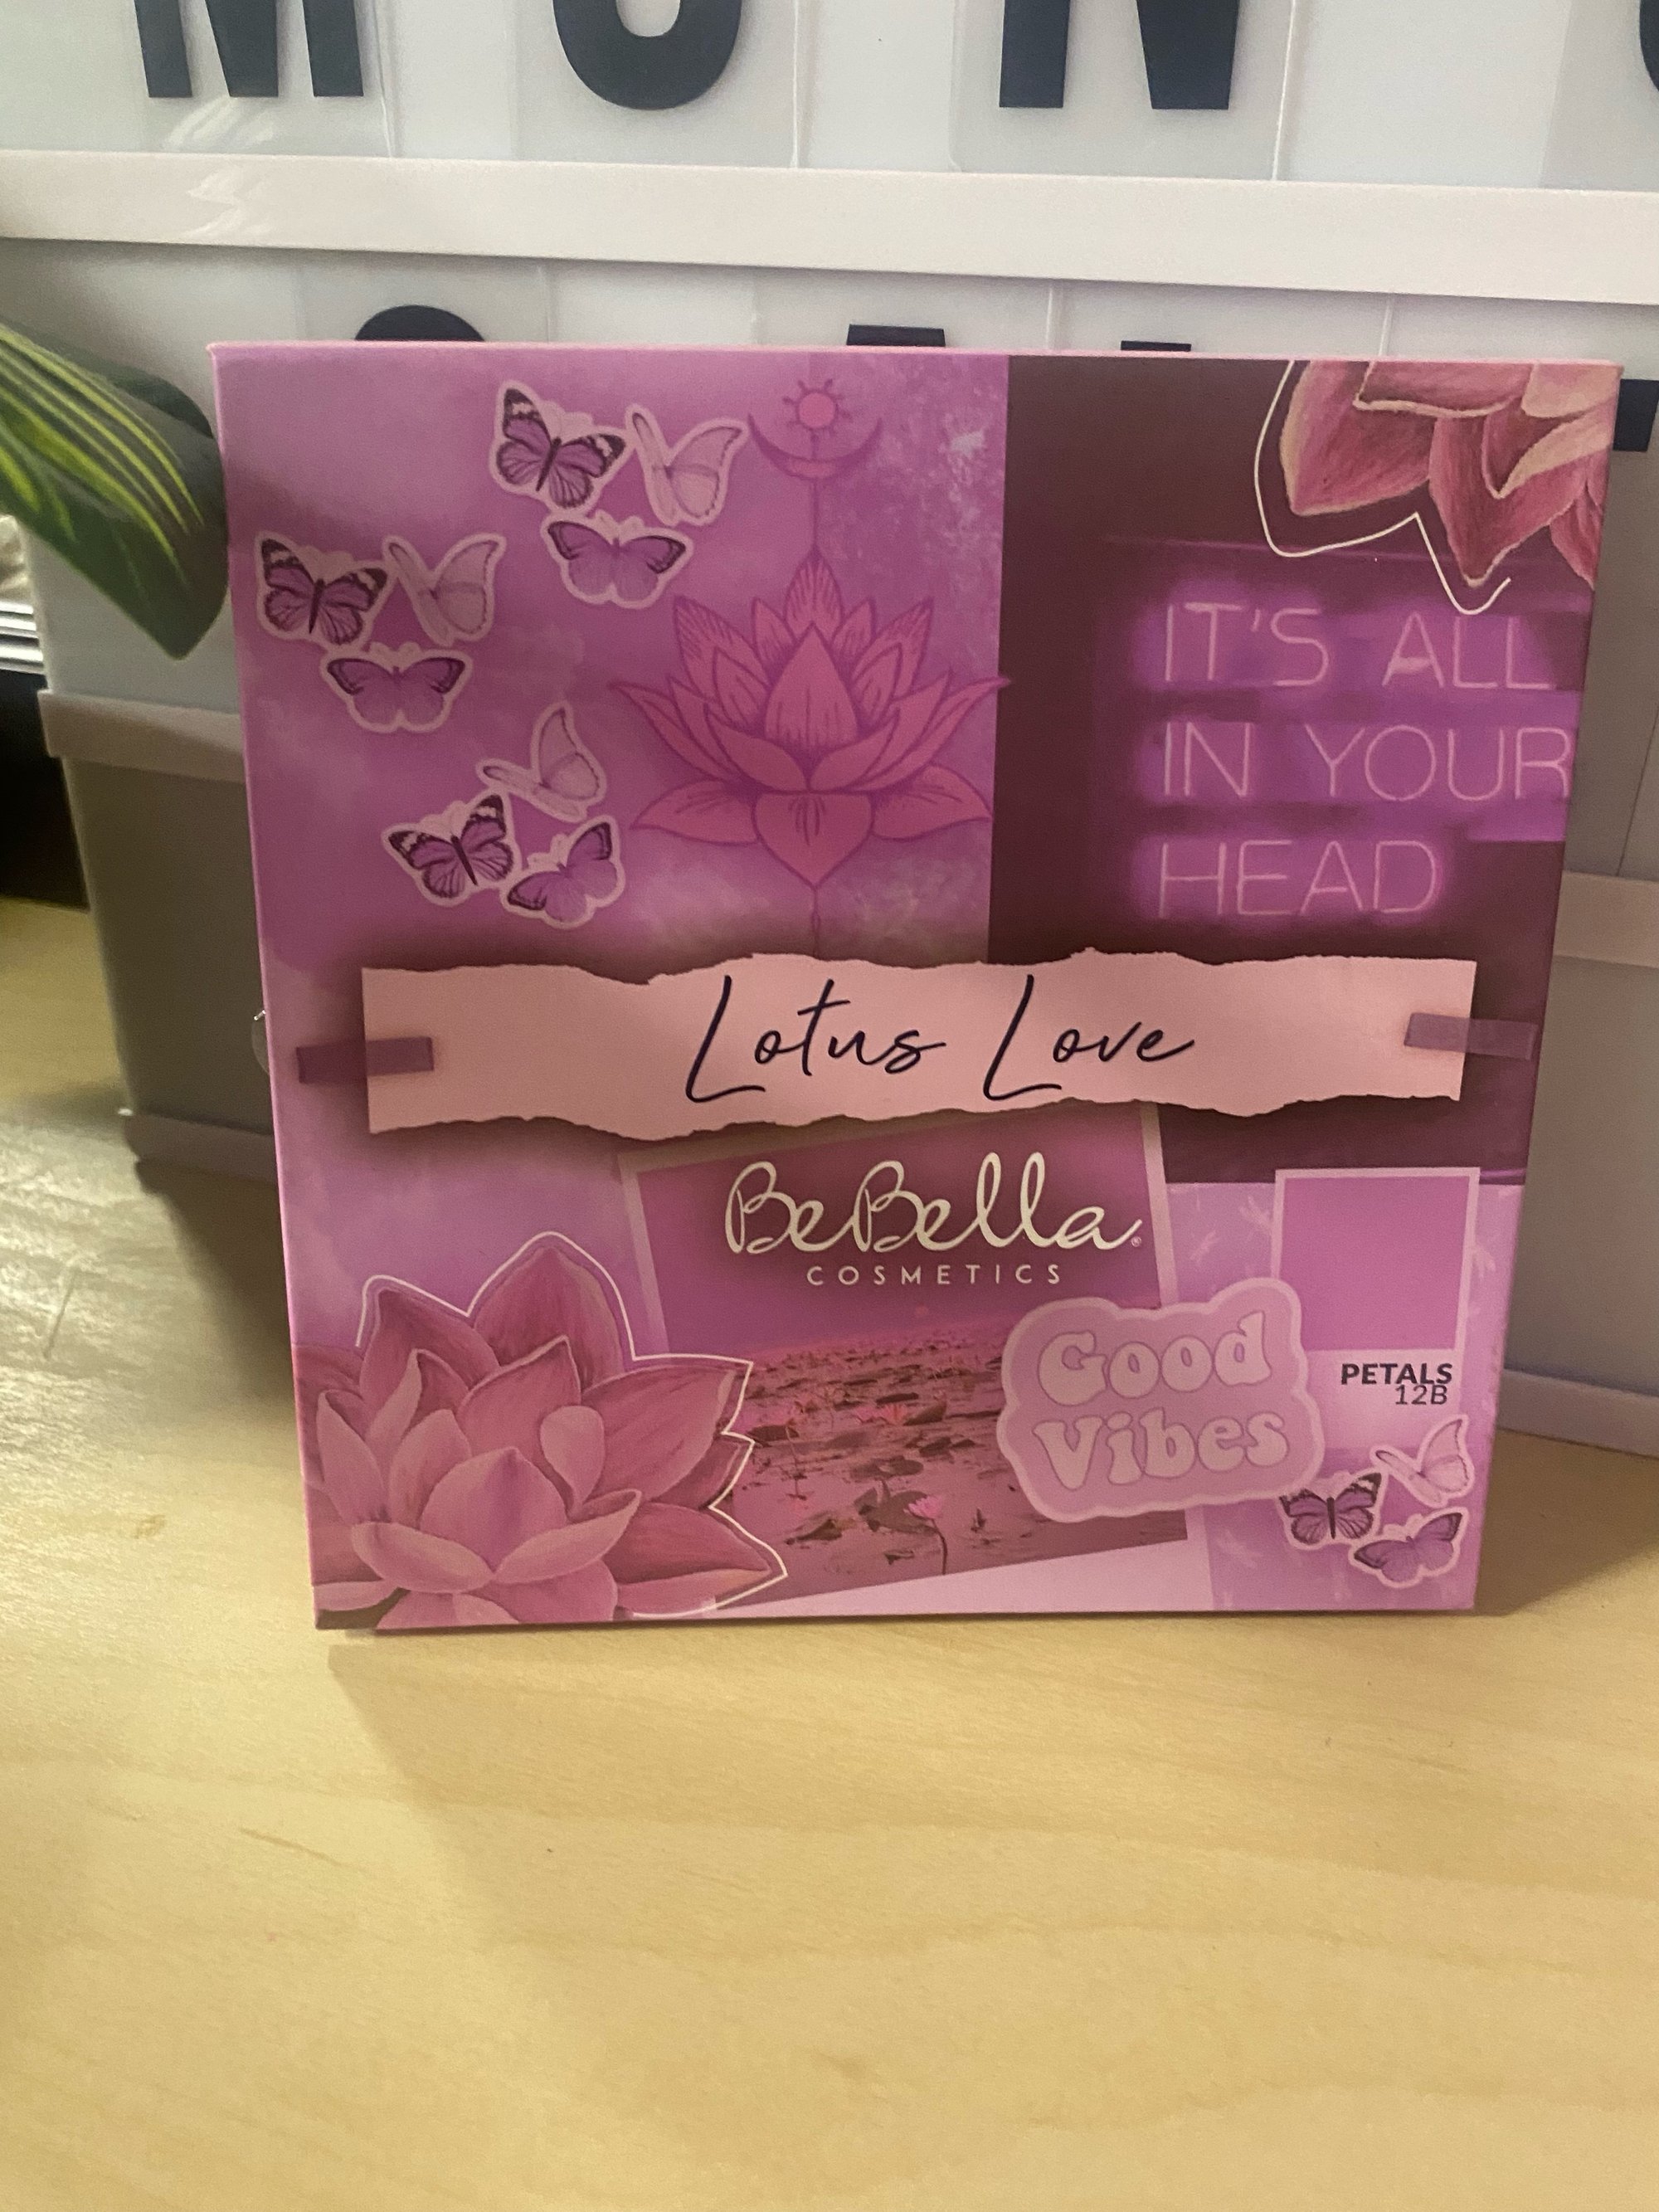 IT'S ALL
IN YOUR
HEAD
Lotus Love
BeBella®
COSMETICS
Good
Vibes
PETALS
12B